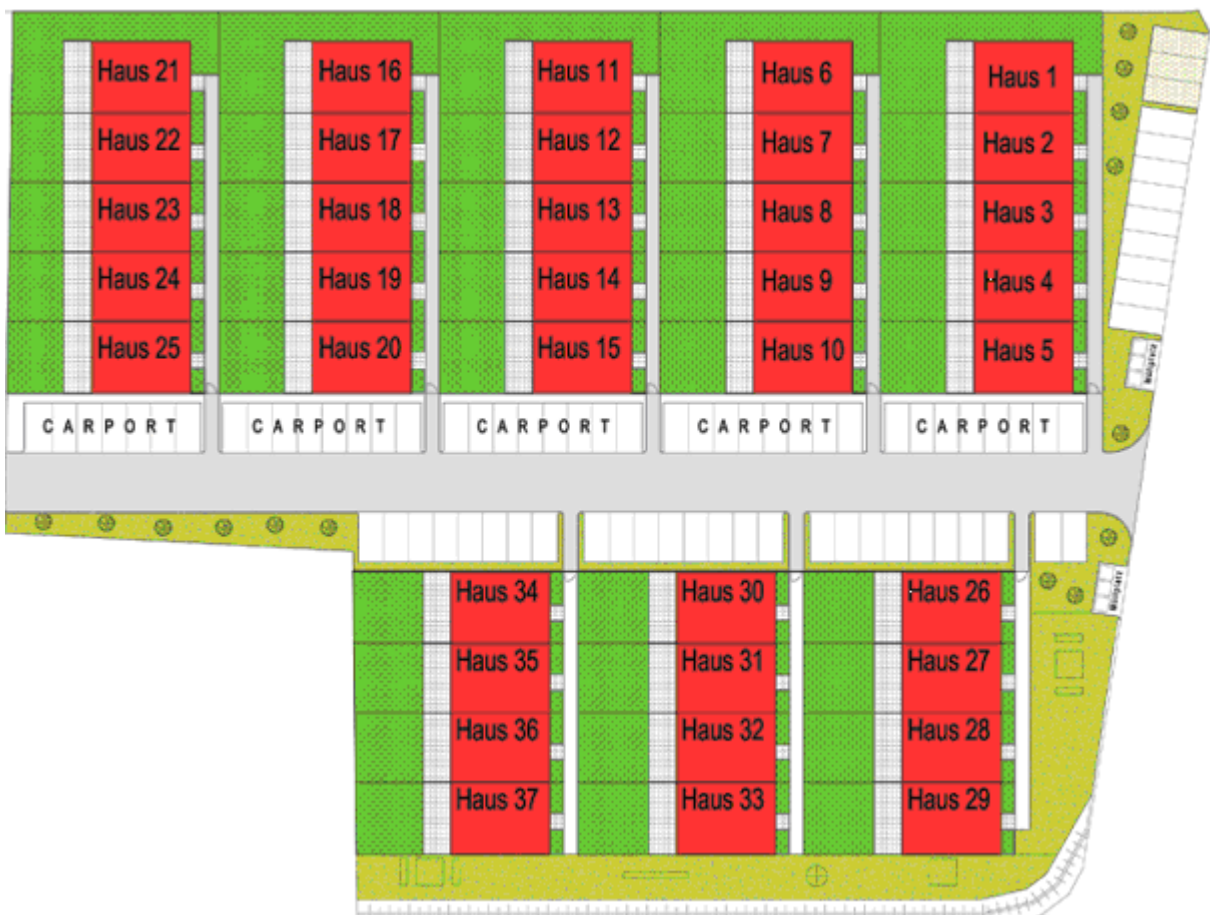 Haus 21 Haus 16 Haus 11 Haus 6 Haus 1
Haus 22 Haus 17 Haus 12 Haus 7 Haus 2
Haus 23 Haus 18 Haus 13 Haus 8 Haus 3
Haus 24 Haus 19 Haus 14 Haus 9 Haus 4
Haus 25 Haus 20 Haus 15 Haus 10 Haus 5
Müllplatz
CARPORT CARPORT CARPORT CARPORT CARPORT
Haus 34 Haus 30 Haus 26
Müllplatz
Haus 35 Haus 31 Haus 27
Haus 36 Haus 32 Haus 28
Haus 37 Haus 33 Haus 29